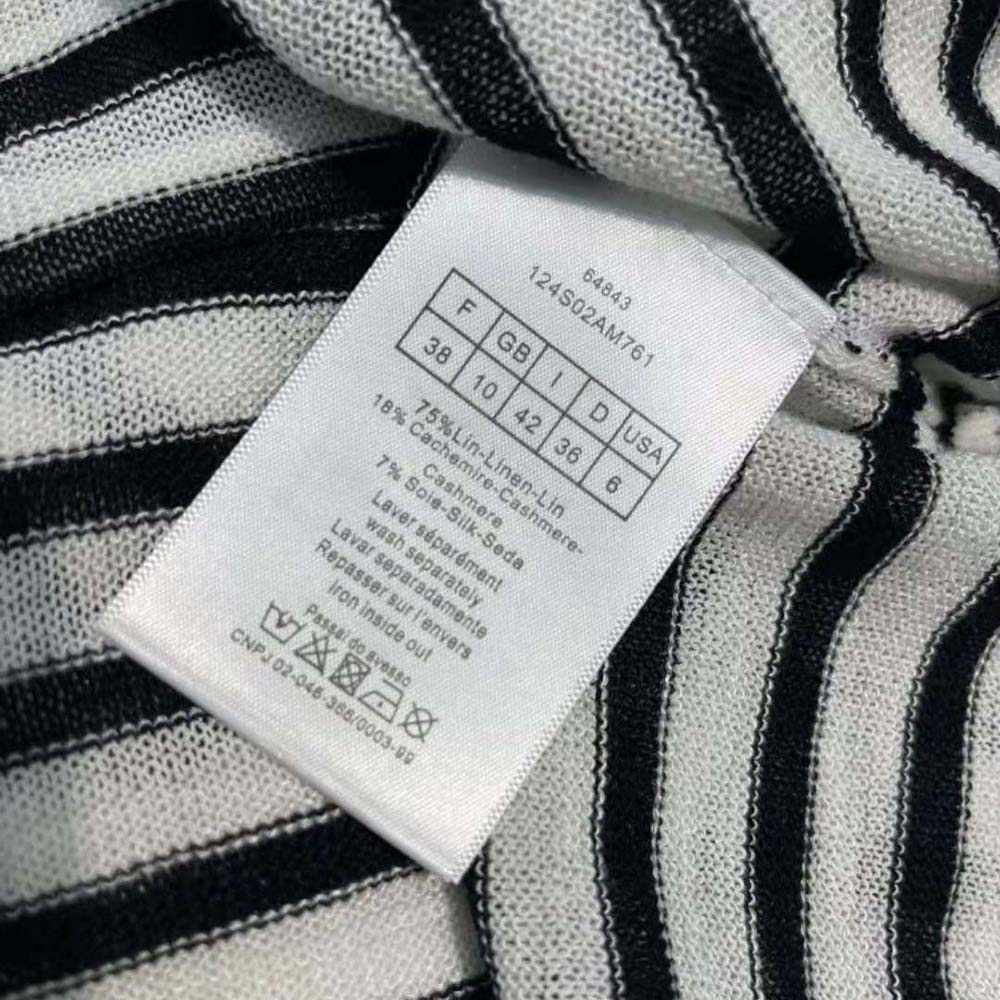 64843
124S02AM761
F GB I D USA
38 10 42 36 6
75%Lin-Linen-Lin
18% Cachemire-Cashmere-
Cashmere
7% Soie-Silk-Seda
Laver séparément
wash separately
Lavar separadamente
Repasser sur l'envers
Iron inside out
Passai do avesso
CNPJ 02-046-366/0003-99